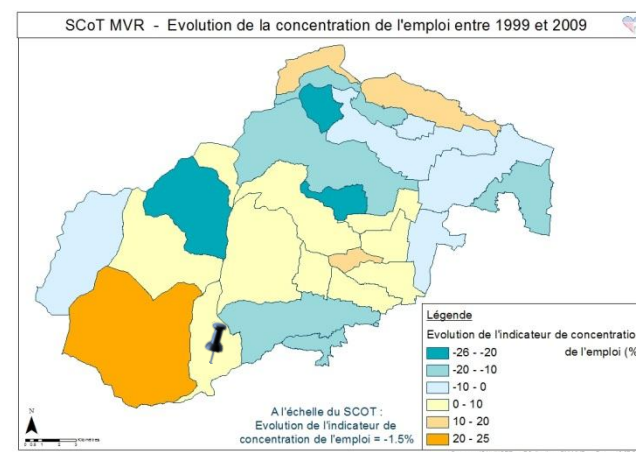 SCoT MVR - Evolution de la concentration de l'emploi entre 1999 et 2009
Légende
Evolution de l'indicateur de concentration
de l'emploi (%
-26 - -20
-20 - -10
-10 - 0
0 - 10
10 - 20
20 - 25
A l'échelle du SCOT :
Evolution de l'indicateur de
concentration de l'emploi = -1.5%
N